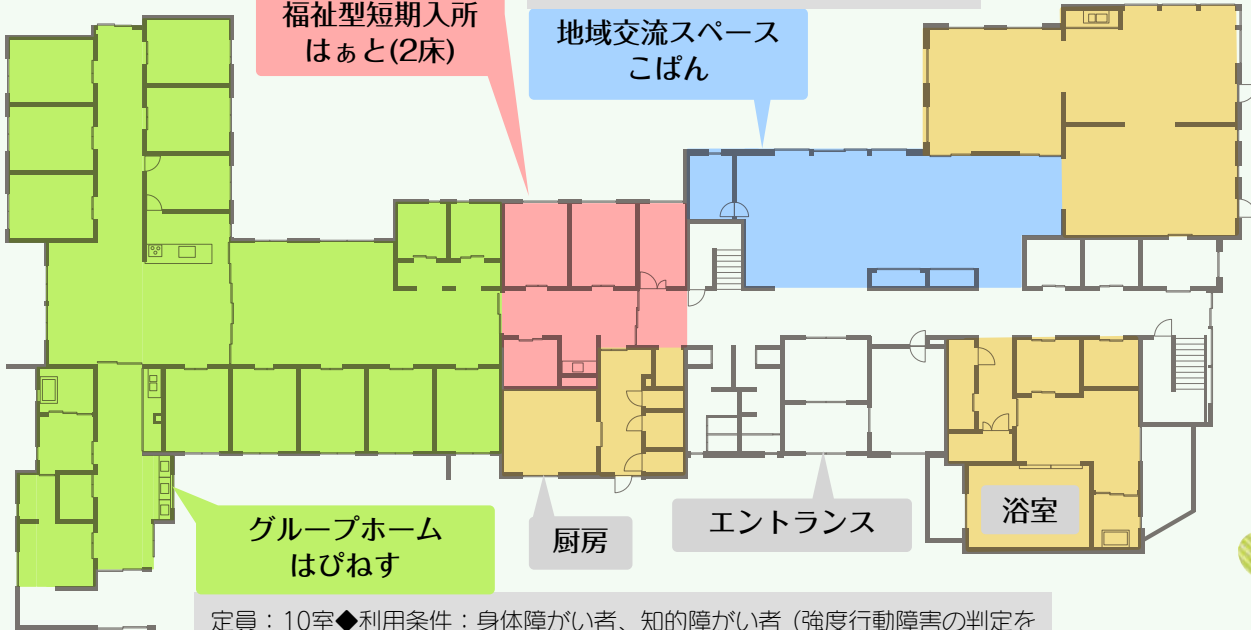 福祉型短期入所
はぁと(2床)
地域交流スペース
こぱん
グループホーム
はぴねす
厨房
エントランス
浴室
定員：10室◆利用条件：身体障がい者、知的障がい者（強度行動障害の判定を